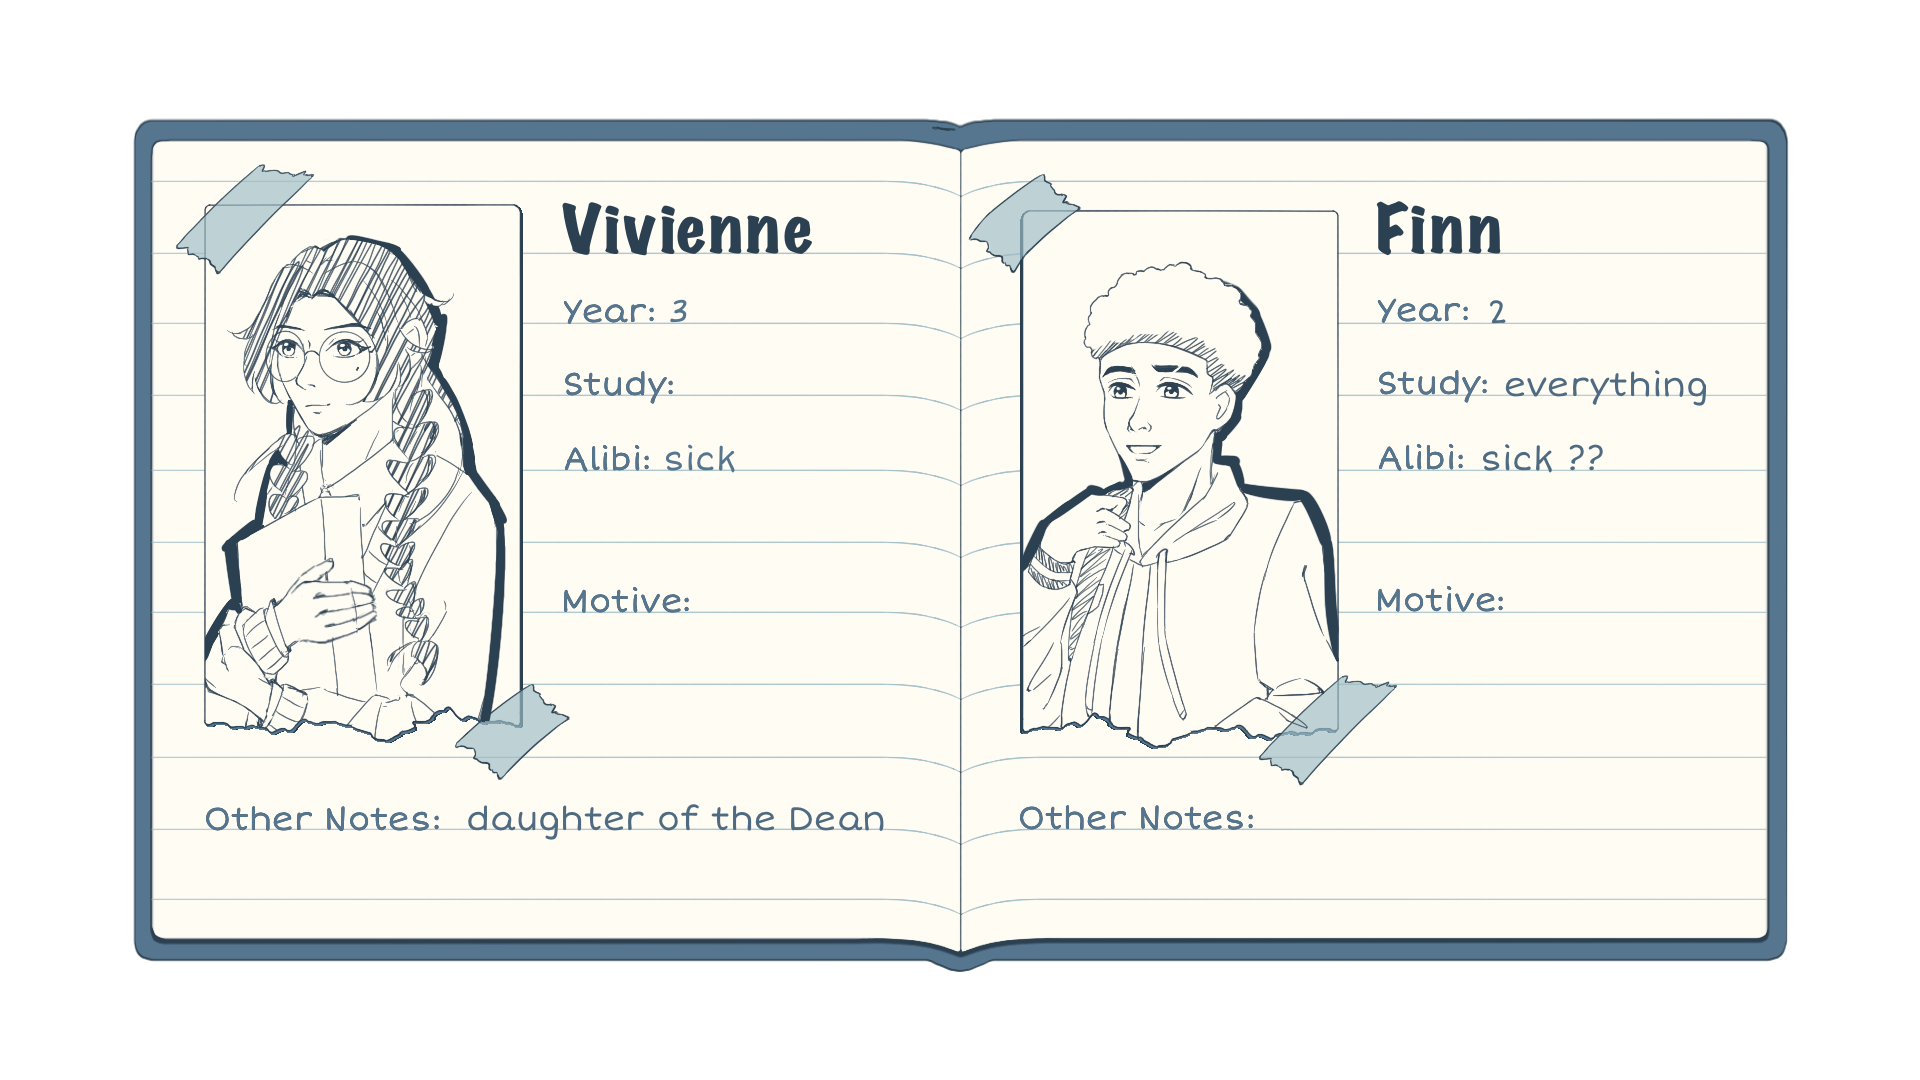 Vivienne
Year: 3
Study:
Alibi: sick
Motive:
Other Notes: daughter of the Dean
Finn
Year: 2
Study: everything
Alibi: sick ??
Motive:
Other Notes: